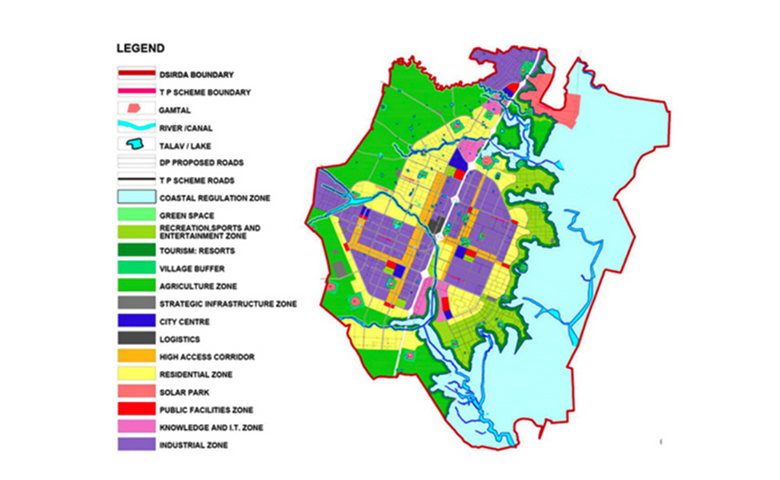 LEGEND
DSIRDA BOUNDARY
T P SCHEME BOUNDARY
GAMTAL
RIVER /CANAL
TALAV / LAKE
DP PROPOSED ROADS
T P SCHEME ROADS
COASTAL REGULATION ZONE
GREEN SPACE
RECREATION,SPORTS AND
ENTERTAINMENT ZONE
TOURISM: RESORTS
VILLAGE BUFFER
AGRICULTURE ZONE
STRATEGIC INFRASTRUCTURE ZONE
CITY CENTRE
LOGISTICS
HIGH ACCESS CORRIDOR
RESIDENTIAL ZONE
SOLAR PARK
PUBLIC FACILITIES ZONE
KNOWLEDGE AND I.T. ZONE
INDUSTRIAL ZONE